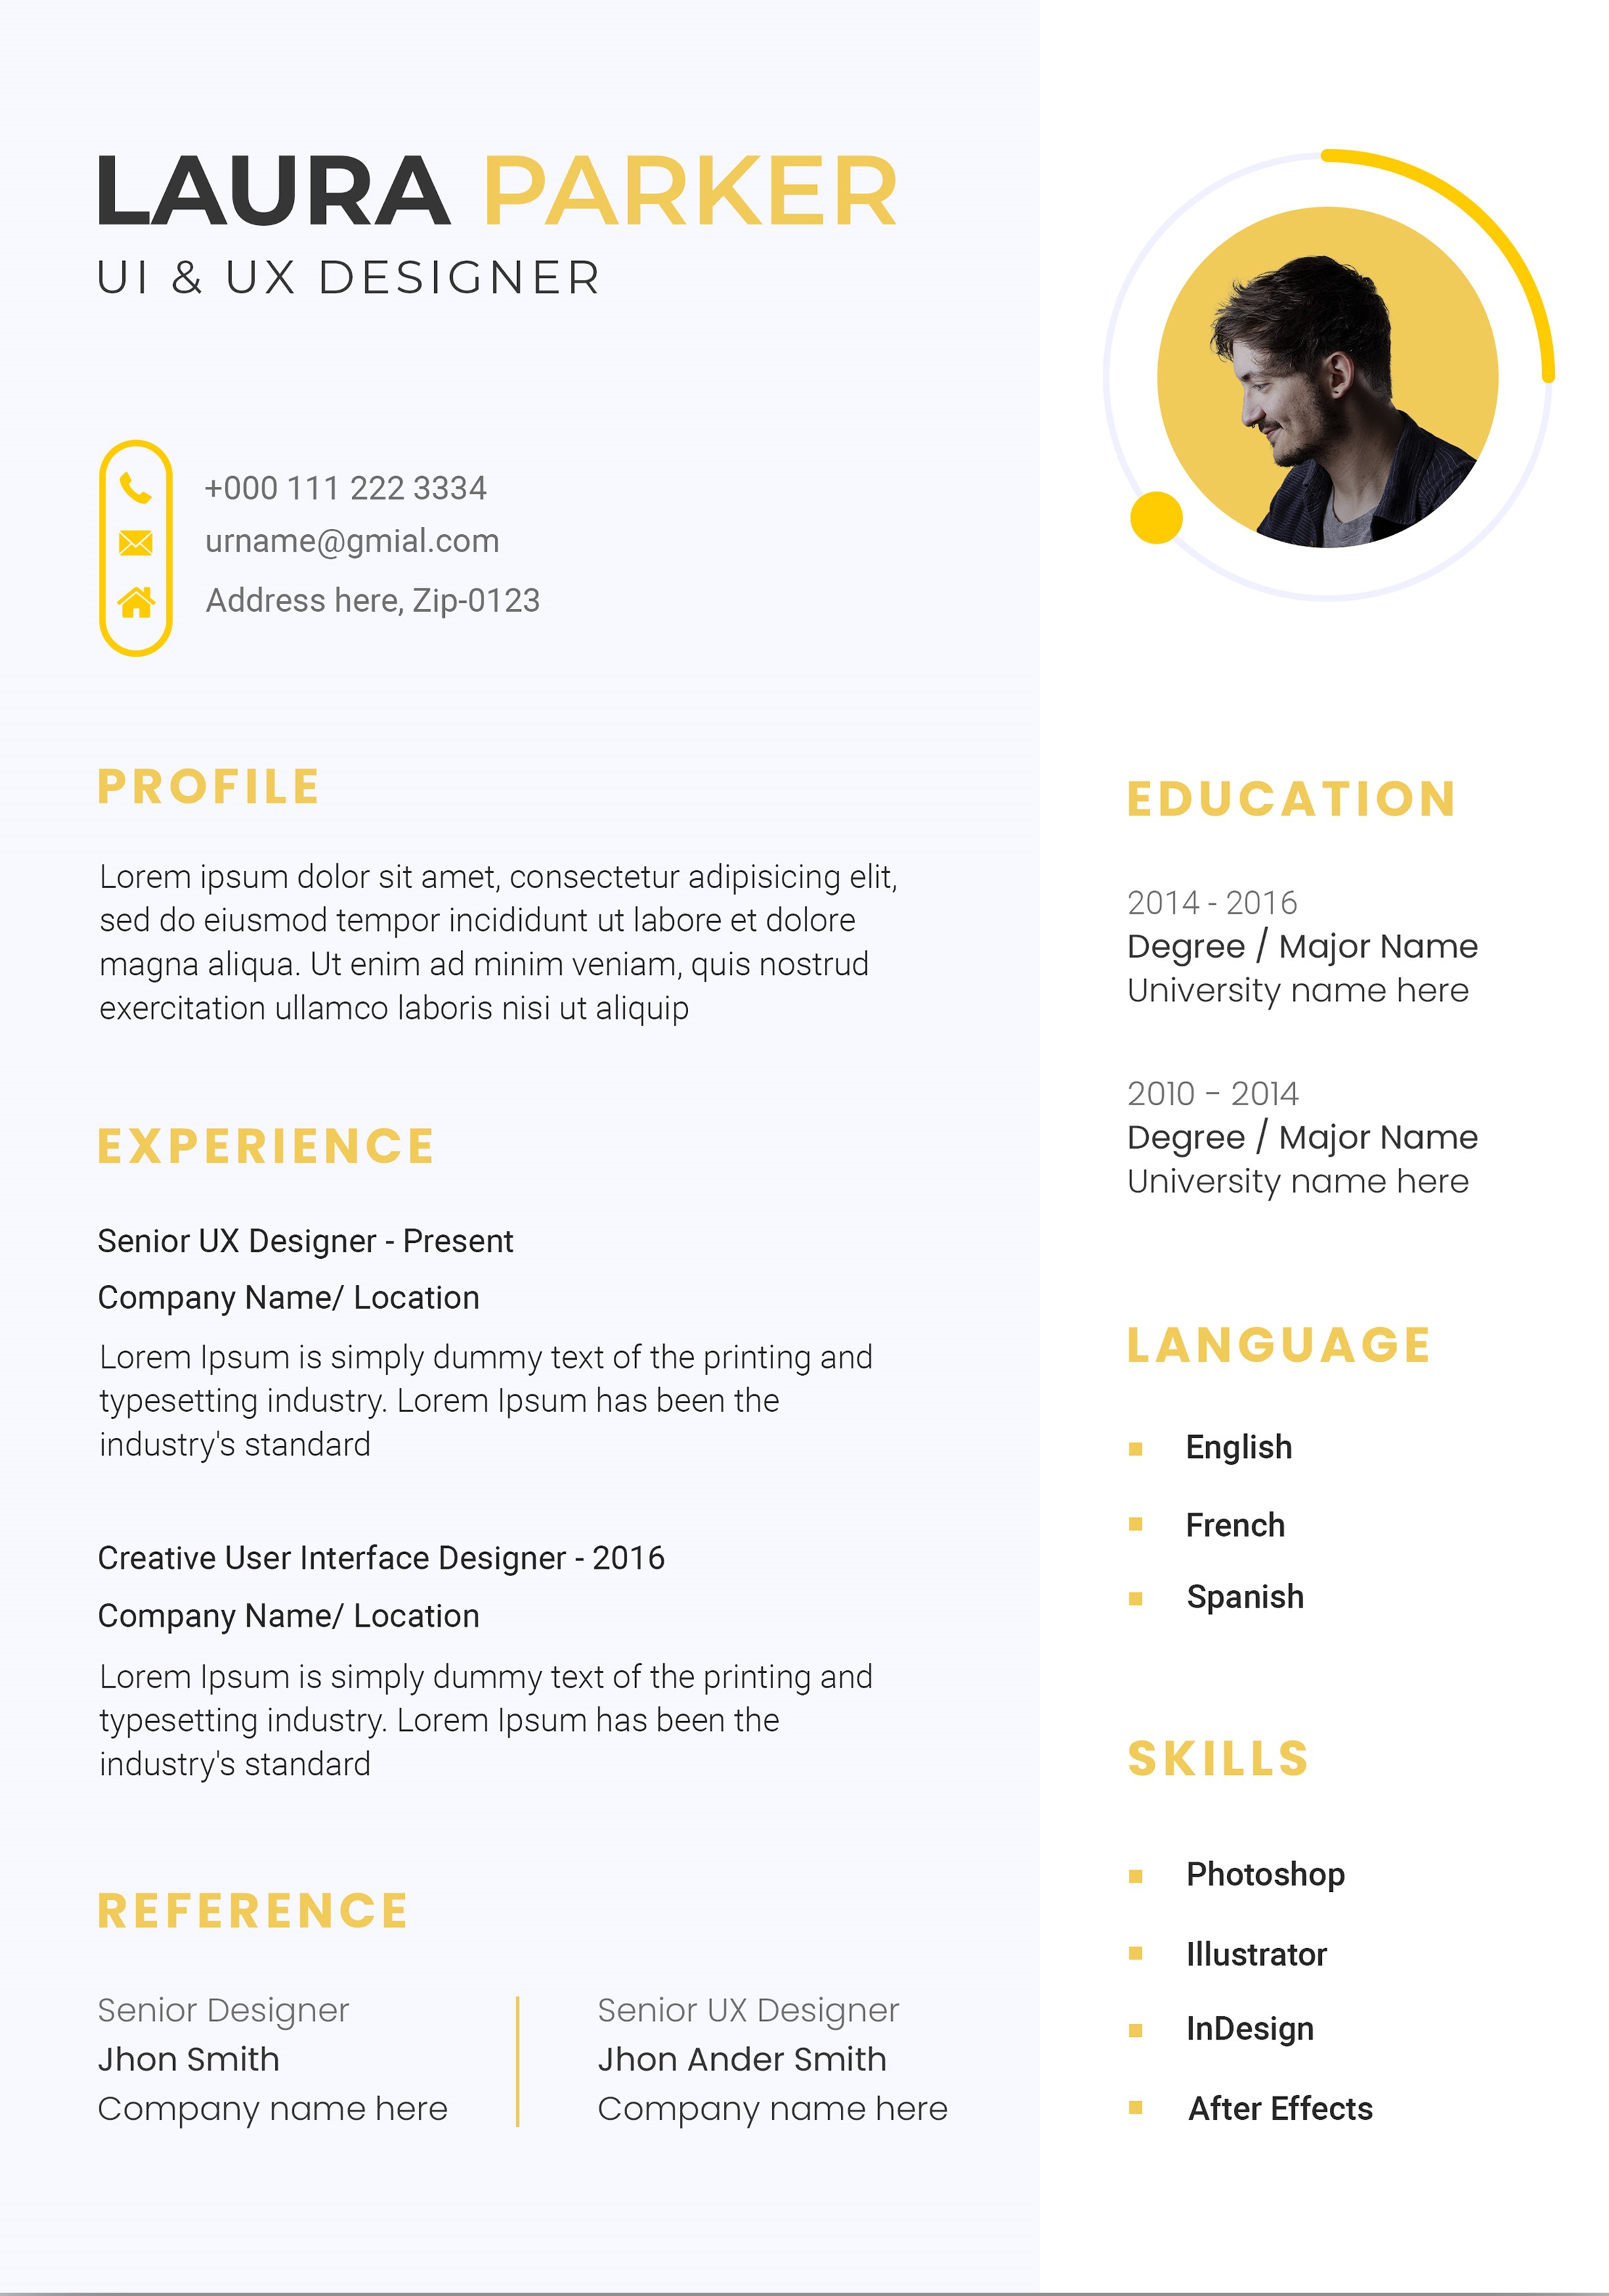 LAURA PARKER
UI & UX DESIGNER
+000 111 222 3334
urname@gmial.com
Address here, Zip-0123
PROFILE
Lorem ipsum dolor sit amet, consectetur adipisicing elit,
sed do eiusmod tempor incididunt ut labore et dolore
magna aliqua. Ut enim ad minim veniam, quis nostrud
exercitation ullamco laboris nisi ut aliquip
EXPERIENCE
Senior UX Designer - Present
Company Name/ Location
Lorem Ipsum is simply dummy text of the printing and
typesetting industry. Lorem Ipsum has been the
industry's standard
Creative User Interface Designer - 2016
Company Name/ Location
Lorem Ipsum is simply dummy text of the printing and
typesetting industry. Lorem Ipsum has been the
industry's standard
REFERENCE
Senior Designer
Jhon Smith
Company name here
Senior UX Designer
Jhon Ander Smith
Company name here
EDUCATION
2014 - 2016
Degree / Major Name
University name here
2010 - 2014
Degree / Major Name
University name here
LANGUAGE
English
French
Spanish
SKILLS
Photoshop
Illustrator
InDesign
After Effects